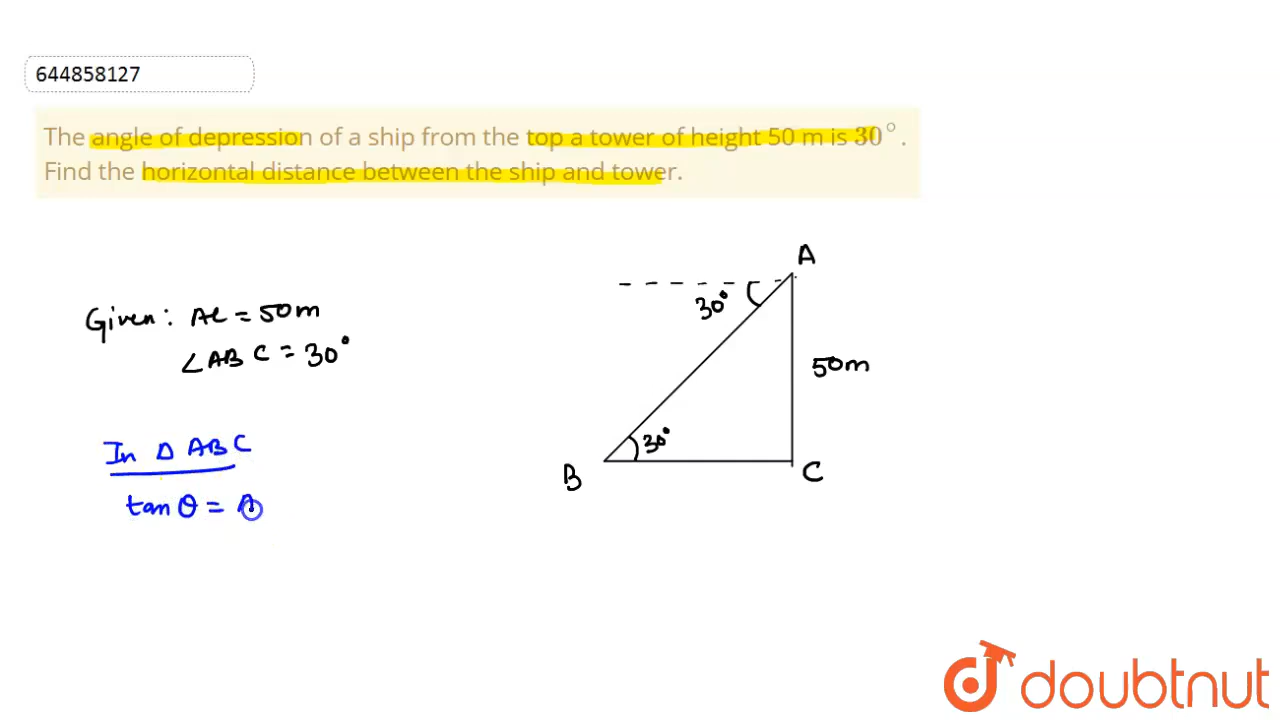 644858127
The angle of depression of a ship from the top a tower of height 50 m is 30° .
Find the horizontal distance between the ship and tower.
A
Given: AC = 50m
30°
∠ABC = 30°
50m
30°
In Δ ABC
B
C
tan θ = A
doubtnut